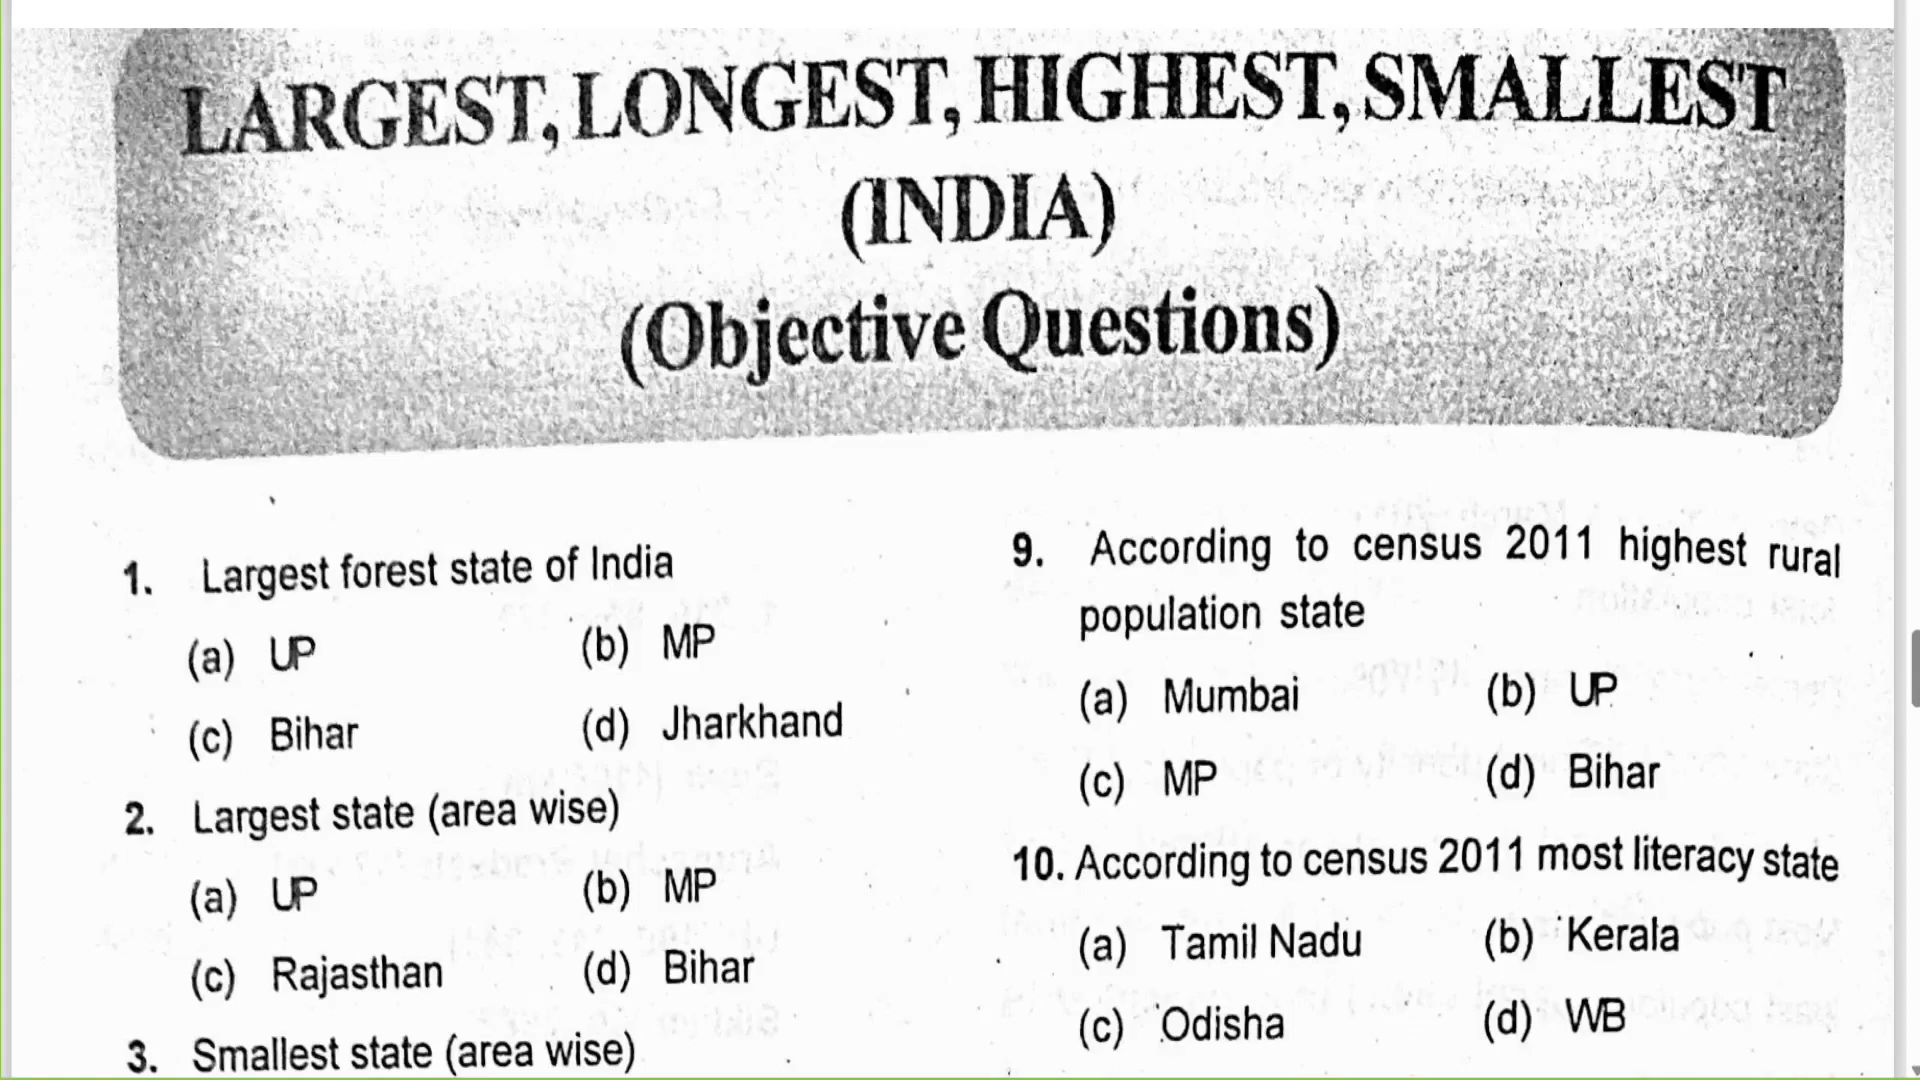 LARGEST, LONGEST, HIGHEST, SMALLEST
(INDIA)
(Objective Questions)
1. Largest forest state of India
(a) UP (b) MP
(c) Bihar (d) Jharkhand
2. Largest state (area wise)
(a) UP (b) MP
(c) Rajasthan (d) Bihar
3. Smallest state (area wise)
9. According to census 2011 highest rural
population state
(a) Mumbai (b) UP
(c) MP (d) Bihar
10. According to census 2011 most literacy state
(a) Tamil Nadu (b) Kerala
(c) Odisha (d) WB